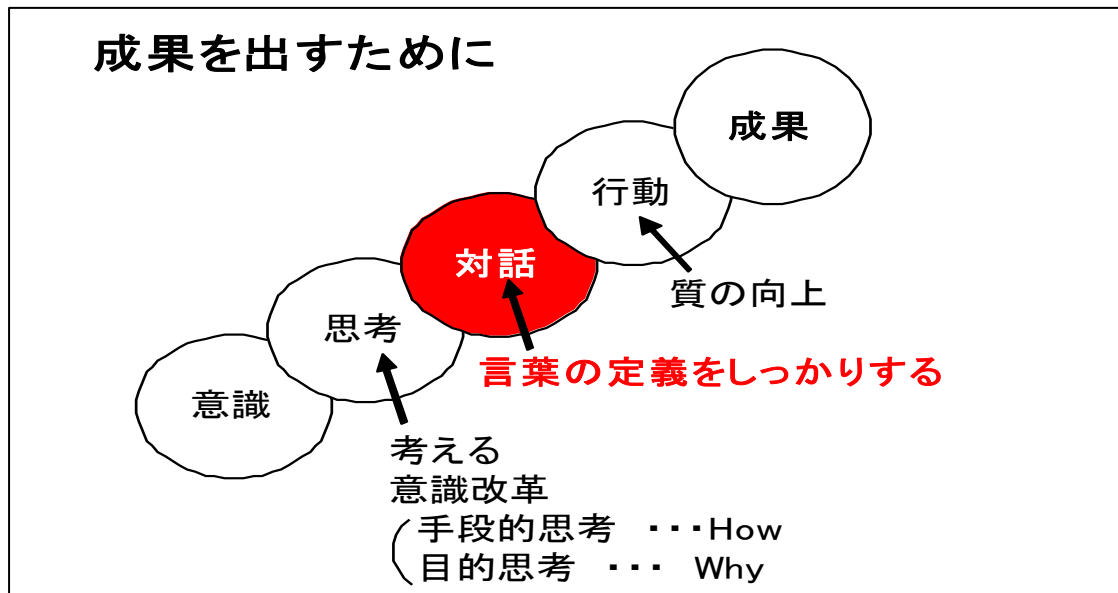 成果を出すために
成果
行動
対話
質の向上
思考
言葉の定義をしっかりする
意識
考える
意識改革
手段的思考 ・・・How
目的思考 ・・・ Why